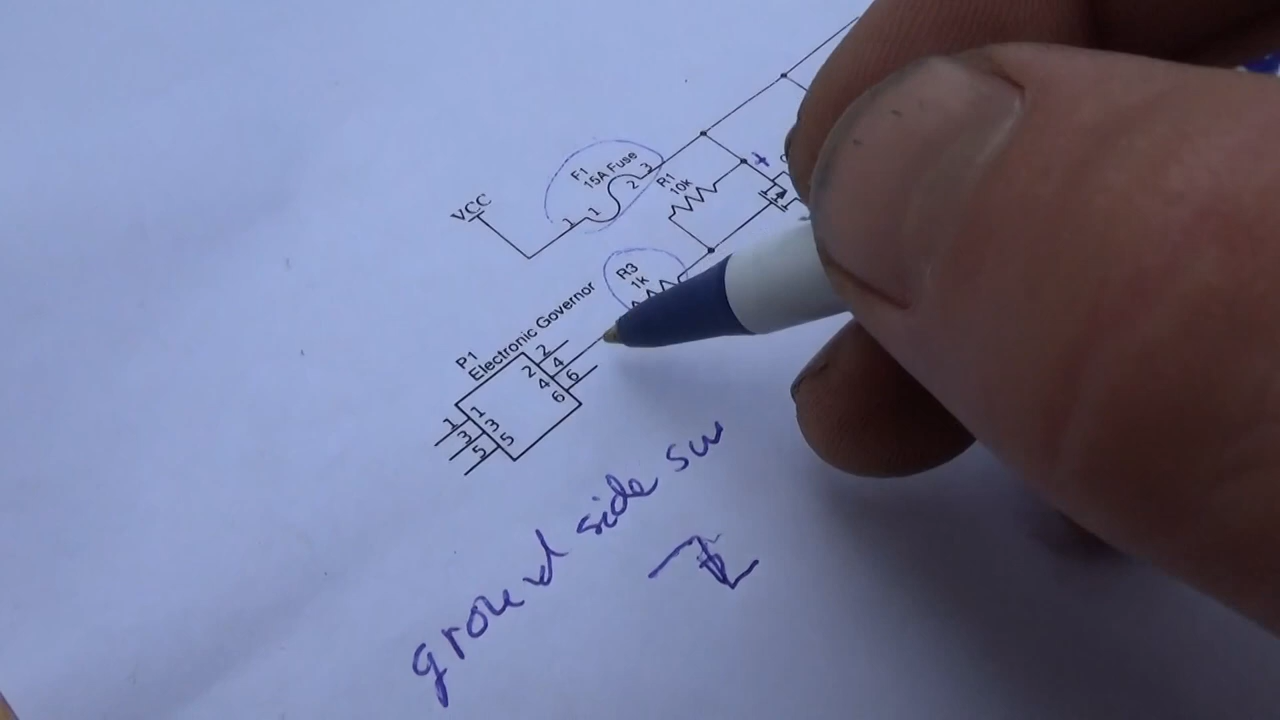 VCC
F1
15A Fuse
1
1
2
3
R1
10k
+
R3
1k
P1
Electronic Governor
1
1
2
2
3
3
4
4
5
5
6
6
ground side sw